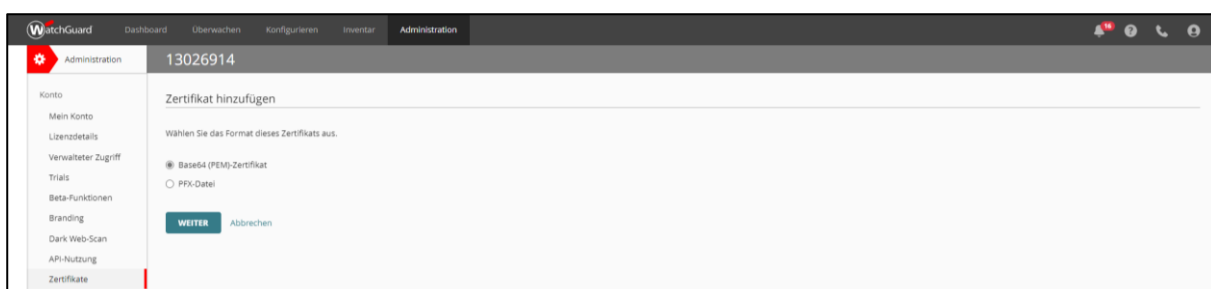 WatchGuard Dashboard Überwachen Konfigurieren Inventar Administration 16
Administration 13026914
Konto
Mein Konto
Lizenzdetails
Verwalteter Zugriff
Trials
Beta-Funktionen
Branding
Dark Web-Scan
API-Nutzung
Zertifikate
Zertifikat hinzufügen
Wählen Sie das Format dieses Zertifikats aus.
Base64 (PEM)-Zertifikat
PFX-Datei
WEITER Abbrechen